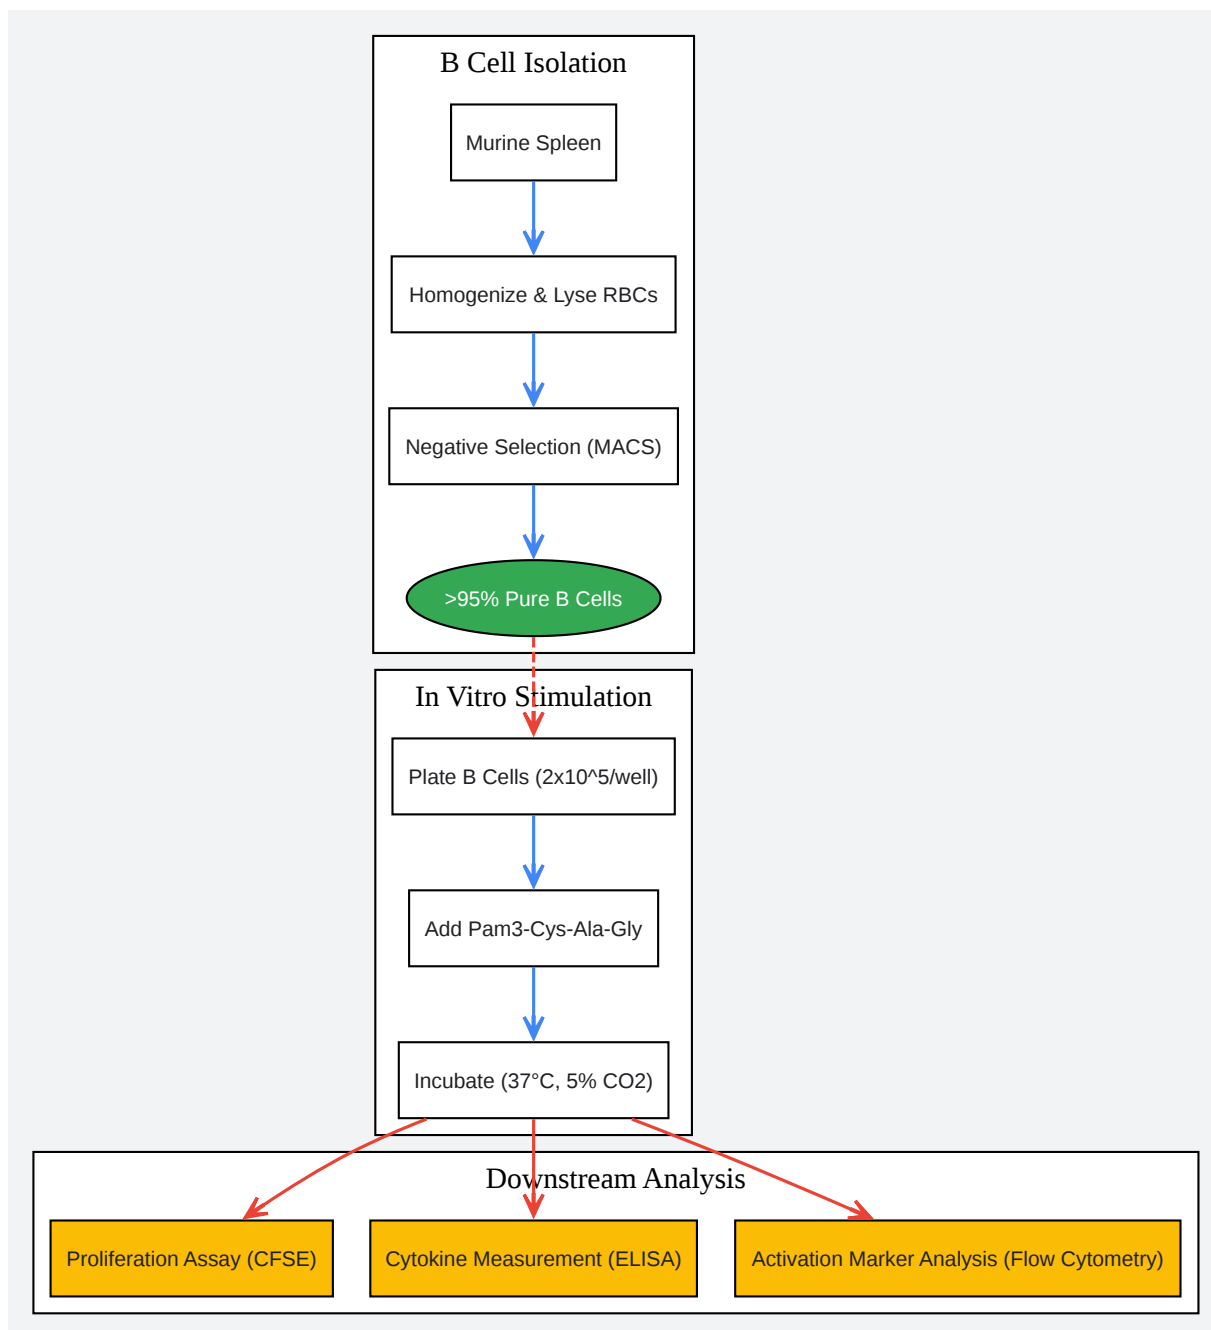 B Cell Isolation
Murine Spleen
Homogenize & Lyse RBCs
Negative Selection (MACS)
>95% Pure B Cells
In Vitro Stimulation
Plate B Cells (2x10^5/well)
Add Pam3-Cys-Ala-Gly
Incubate (37°C, 5% CO2)
Downstream Analysis
Proliferation Assay (CFSE)
Cytokine Measurement (ELISA)
Activation Marker Analysis (Flow Cytometry)